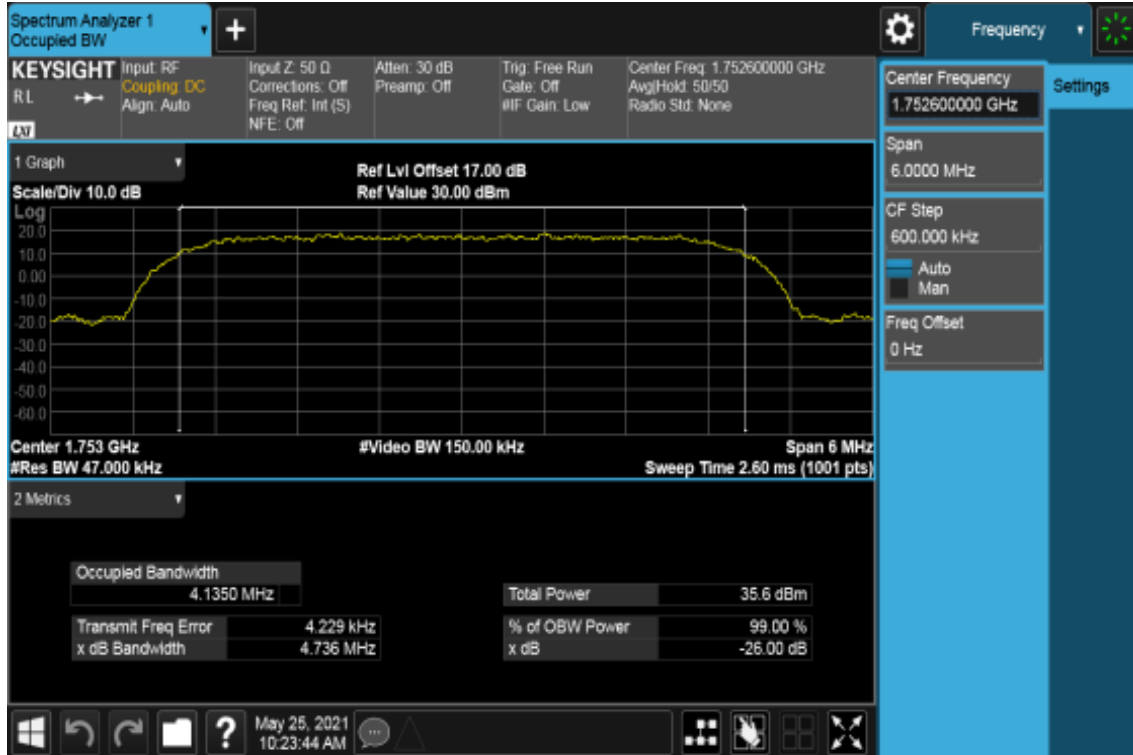 Spectrum Analyzer 1
Occupied BW
+
Frequency
KEYSIGHT Input: RF Input Z: 50 Ω Atten: 30 dB Trig: Free Run Center Freq: 1.752600000 GHz
RL Coupling: DC Corrections: Off Preamp: Off Gate: Off Avg|Hold: 50/50
Align: Auto Freq Ref: Int (S) #IF Gain: Low Radio Std: None
LXI NFE: Off
1 Graph
Ref Lvl Offset 17.00 dB
Scale/Div 10.0 dB Ref Value 30.00 dBm
Log
20.0
10.0
0.00
-10.0
-20.0
-30.0
-40.0
-50.0
-60.0
Center 1.753 GHz #Video BW 150.00 kHz Span 6 MHz
#Res BW 47.000 kHz Sweep Time 2.60 ms (1001 pts)
2 Metrics
Occupied Bandwidth
4.1350 MHz Total Power 35.6 dBm
Transmit Freq Error 4.229 kHz % of OBW Power 99.00 %
x dB Bandwidth 4.736 MHz x dB -26.00 dB
?
May 25, 2021
10:23:44 AM
Center Frequency
1.752600000 GHz
Settings
Span
6.0000 MHz
CF Step
600.000 kHz
Auto
Man
Freq Offset
0 Hz